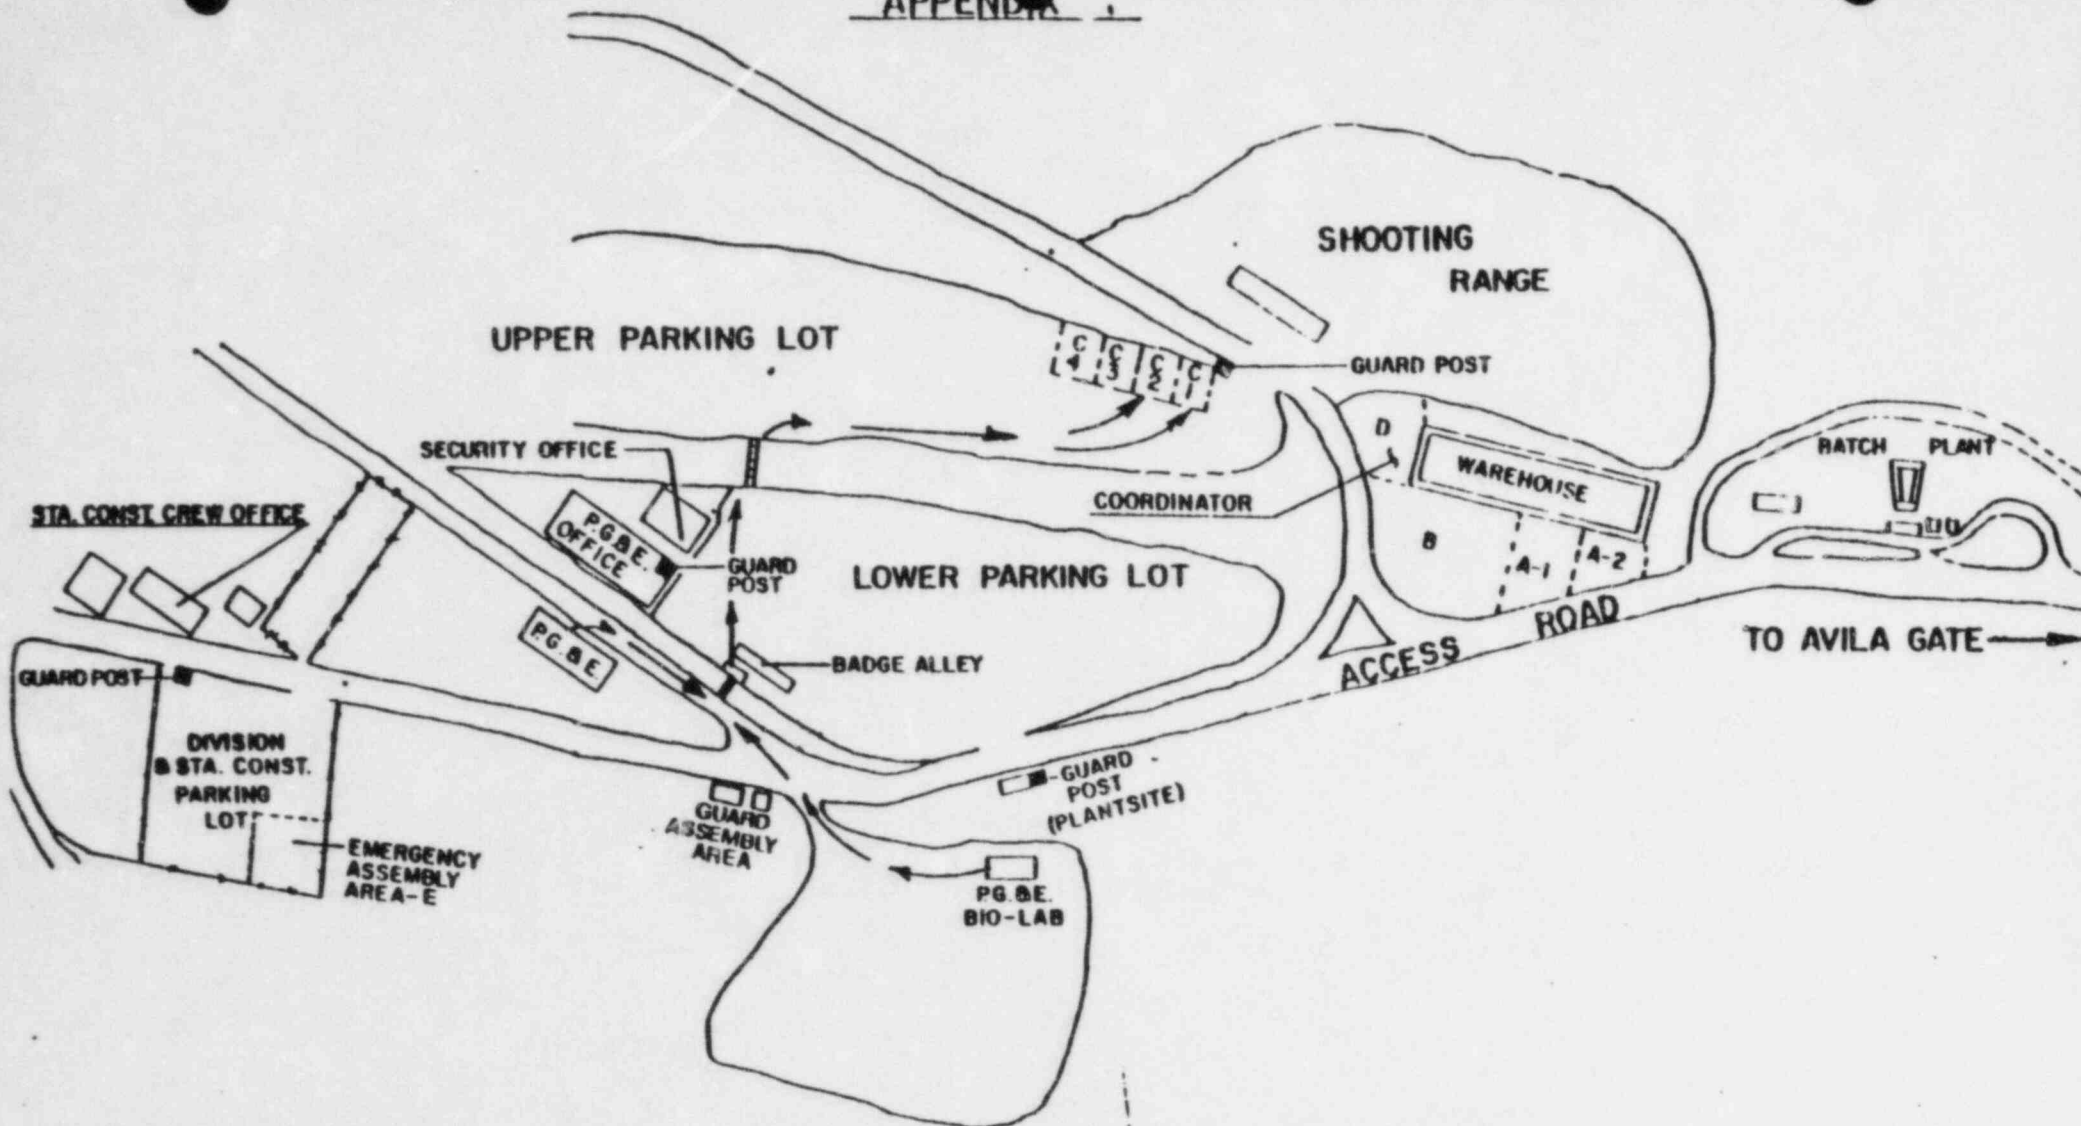 APPENDIX
SHOOTING
RANGE
UPPER PARKING LOT
C
4
C
3
C
2
C
1
GUARD POST
SECURITY OFFICE
D
WAREHOUSE
BATCH PLANT
COORDINATOR
STA. CONST. CREW OFFICE
P.G.&E.
OFFICE
GUARD
POST
LOWER PARKING LOT
B
A-1
A-2
ACCESS ROAD
TO AVILA GATE
P.G.&E.
BADGE ALLEY
GUARD POST
DIVISION
& STA. CONST.
PARKING
LOT
EMERGENCY
ASSEMBLY
AREA-E
GUARD
ASSEMBLY
AREA
GUARD
POST
(PLANTSITE)
P.G.&E.
BIO-LAB